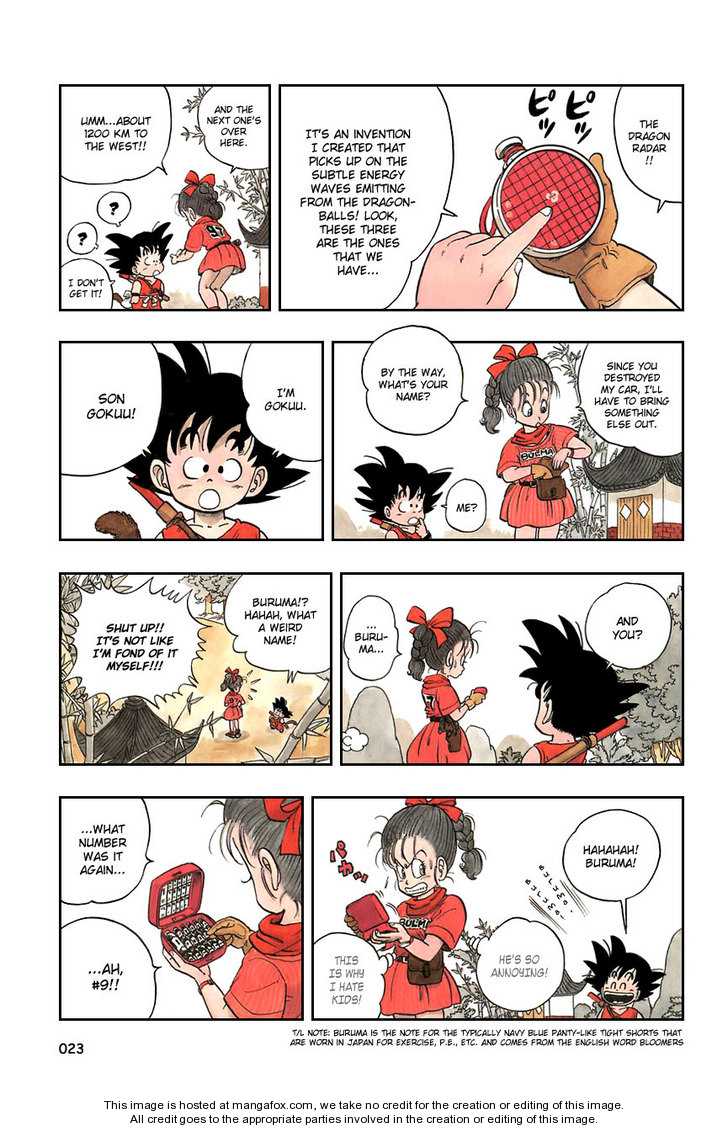 THE
DRAGON
RADAR
!!
ピッ
ピッ
IT'S AN INVENTION
I CREATED THAT
PICKS UP ON THE
SUBTLE ENERGY
WAVES EMITTING
FROM THE DRAGON-
BALLS! LOOK,
THESE THREE
ARE THE ONES
THAT WE
HAVE...
AND THE
NEXT ONE'S
OVER
HERE.
UMM...ABOUT
1200 KM TO
THE WEST!!
?
?
I DON'T
GET IT!
SINCE YOU
DESTROYED
MY CAR, I'LL
HAVE TO BRING
SOMETHING
ELSE OUT.
BY THE WAY,
WHAT'S YOUR
NAME?
BULMA
ME?
I'M
GOKUU.
SON
GOKUU!
AND
YOU?
...
BURU-
MA...
BURUMA!?
HAHAH, WHAT
A WEIRD
NAME!
SHUT UP!!
IT'S NOT LIKE
I'M FOND OF IT
MYSELF!!!
HAHAHAH!
BURUMA!
HE'S SO
ANNOYING!
BULM
THIS
IS WHY
I HATE
KIDS!
...WHAT
NUMBER
WAS IT
AGAIN...
...AH,
#9!!
T/L NOTE: BURUMA IS THE NOTE FOR THE TYPICALLY NAVY BLUE PANTY-LIKE TIGHT SHORTS THAT
ARE WORN IN JAPAN FOR EXERCISE, P.E., ETC. AND COMES FROM THE ENGLISH WORD BLOOMERS
023
This image is hosted at mangafox.com, we take no credit for the creation or editing of this image.
All credit goes to the appropriate parties involved in the creation or editing of this image.